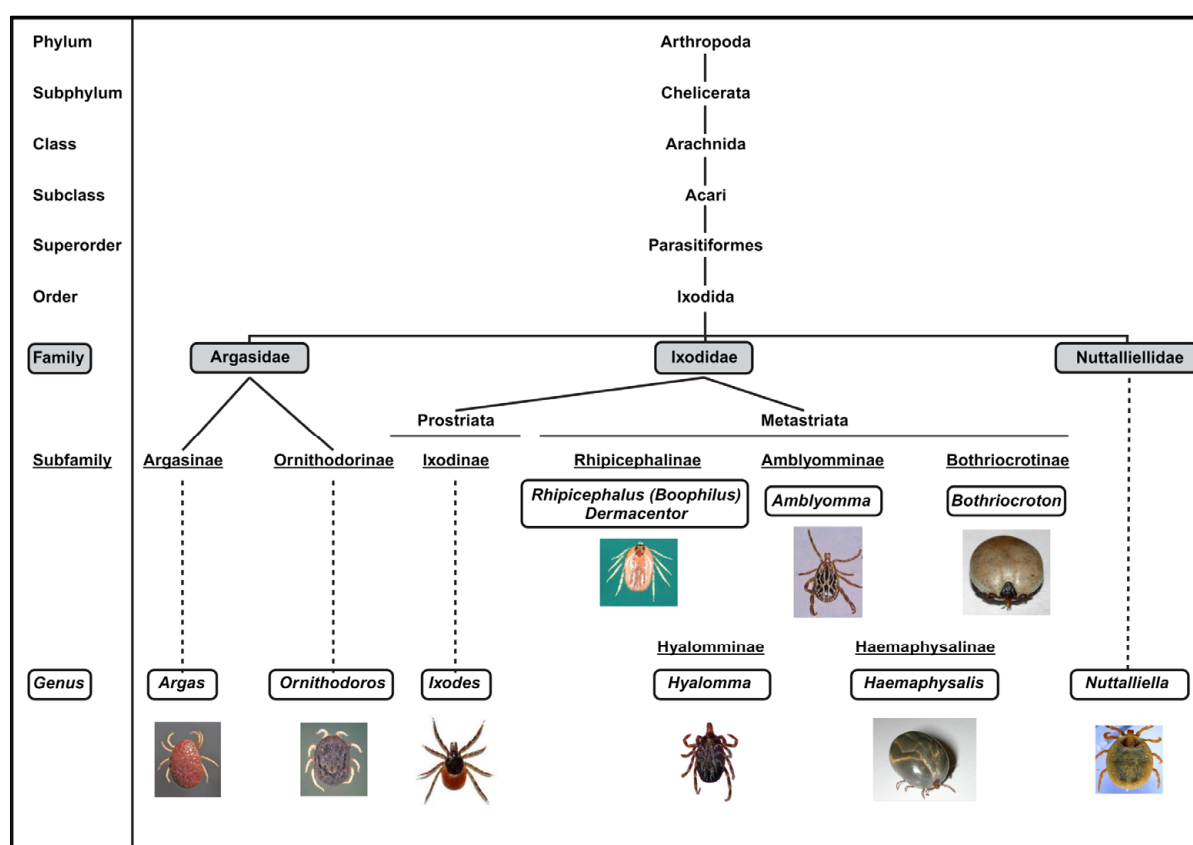 Phylum Arthropoda
Subphylum Chelicerata
Class Arachnida
Subclass Acari
Superorder Parasitiformes
Order Ixodida
Family Argasidae Ixodidae Nuttalliellidae
Prostriata Metastriata
Subfamily Argasinae Ornithodorinae Ixodinae Rhipicephalinae Amblyomminae Bothriocrotinae
Rhipicephalus (Boophilus) Amblyomma Bothriocroton
Dermacentor
Hyalomminae Haemaphysalinae
Genus Argas Ornithodoros Ixodes Hyalomma Haemaphysalis Nuttalliella